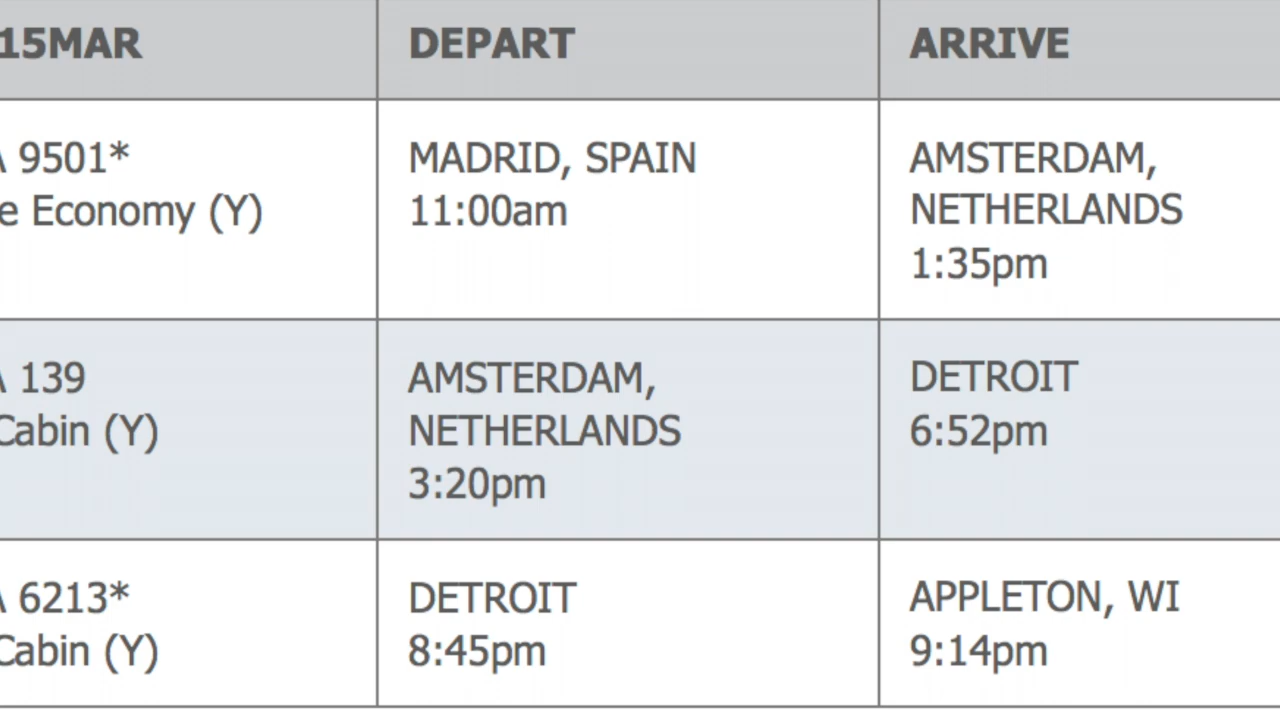 15MAR DEPART ARRIVE
9501* MADRID, SPAIN AMSTERDAM,
Economy (Y) 11:00am NETHERLANDS
1:35pm
139 AMSTERDAM, DETROIT
Cabin (Y) NETHERLANDS 6:52pm
3:20pm
6213* DETROIT APPLETON, WI
Cabin (Y) 8:45pm 9:14pm